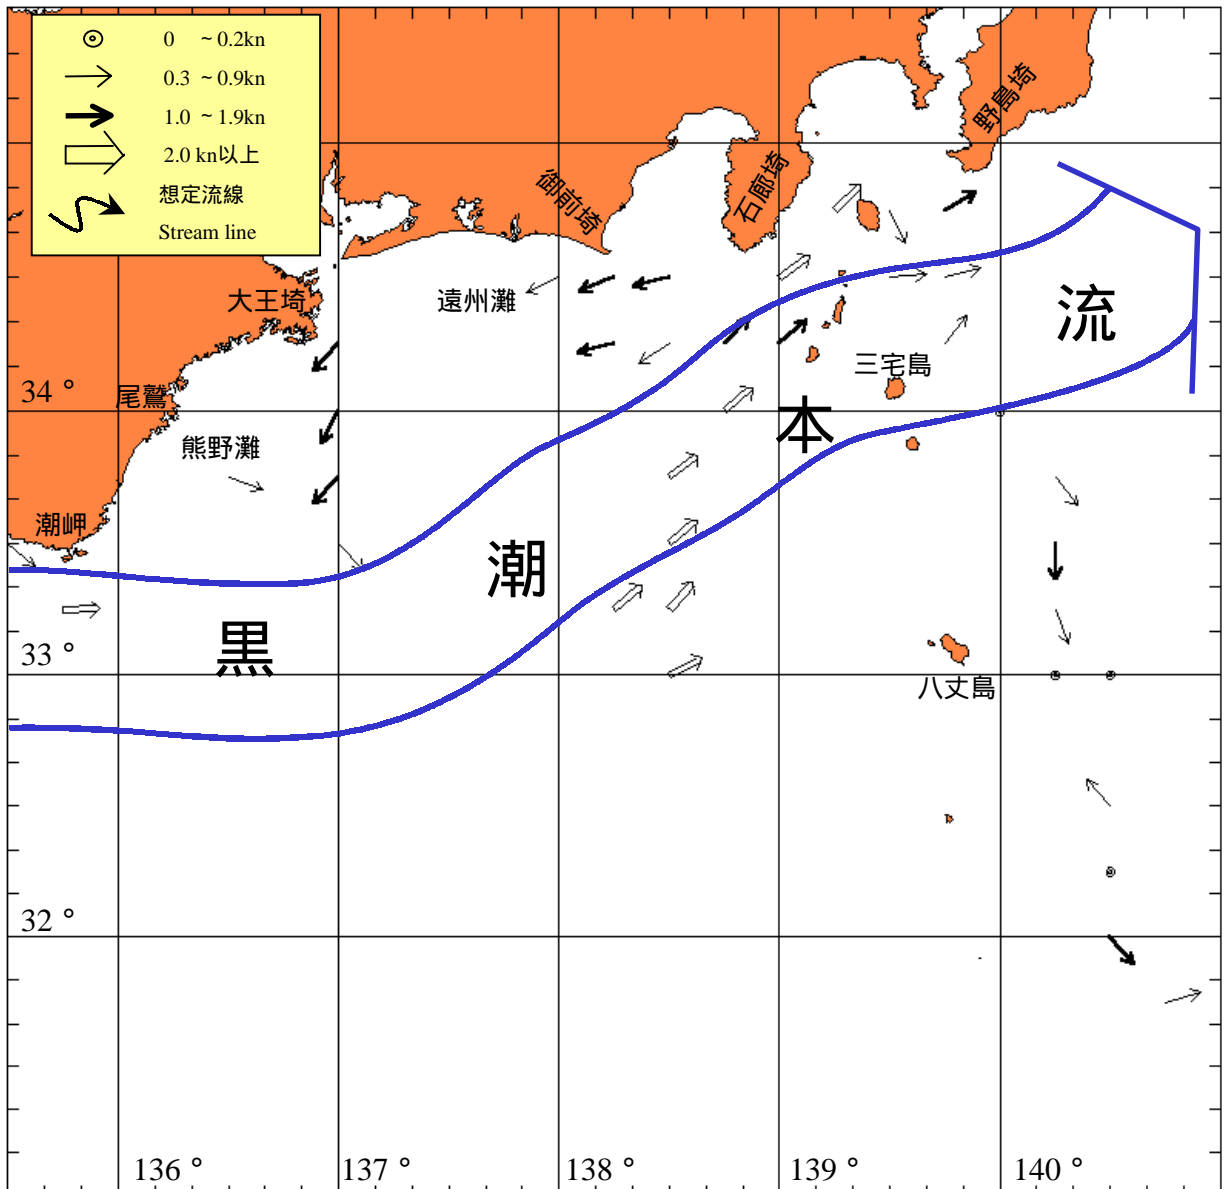 0 ~0.2kn
0.3 ~0.9kn
1.0 ~1.9kn
2.0 kn以上
想定流線
Stream line
野島埼
石廊埼
御前埼
大王埼
遠州灘
流
三宅島
34°
尾鷲
本
熊野灘
潮岬
潮
黒
33°
八丈島
32°
136°
137°
138°
139°
140°